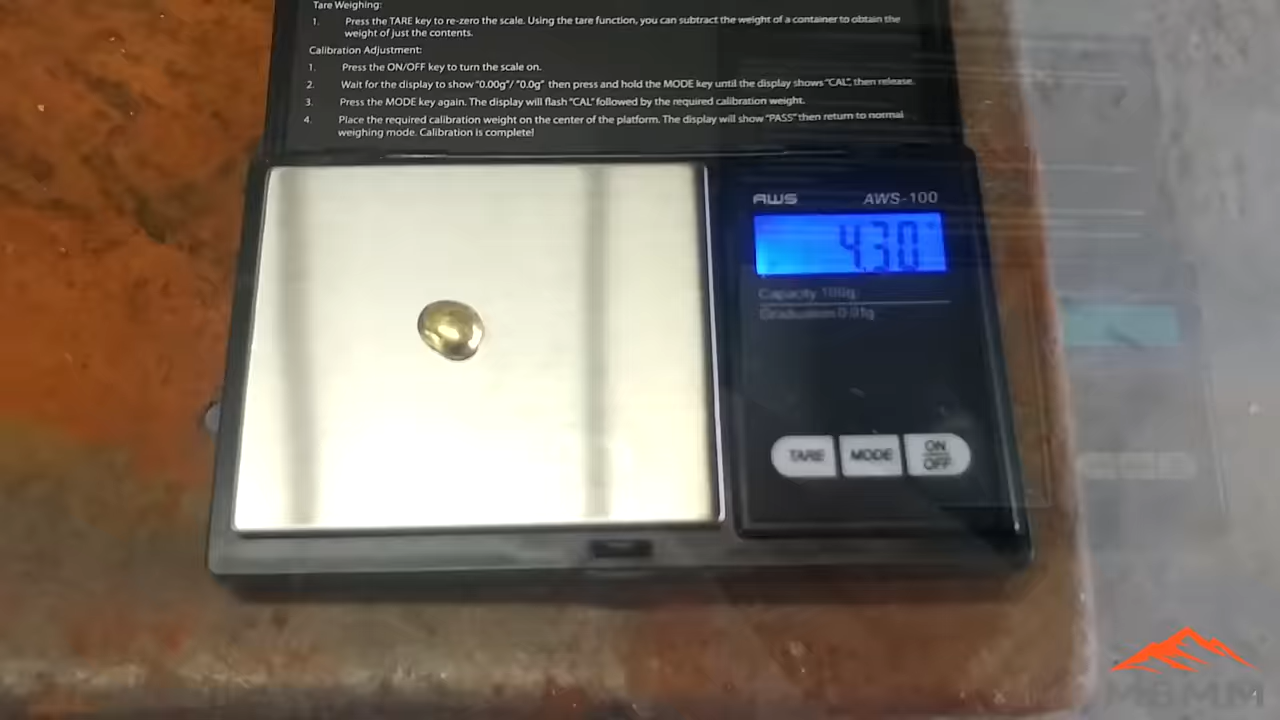 Tare Weighing:
1. Press the TARE key to re-zero the scale. Using the tare function, you can subtract the weight of a container to obtain the
weight of just the contents.
Calibration Adjustment:
1. Press the ON/OFF key to turn the scale on.
2. Wait for the display to show "0.00g"/ "0.0g" then press and hold the MODE key until the display shows "CAL", then release.
3. Press the MODE key again. The display will flash "CAL" followed by the required calibration weight.
4. Place the required calibration weight on the center of the platform. The display will show "PASS" then return to normal
weighing mode. Calibration is complete!
AWS AWS-100
4.30
Capacity 100g
Graduation 0.01g
TARE MODE ON OFF
MBMM